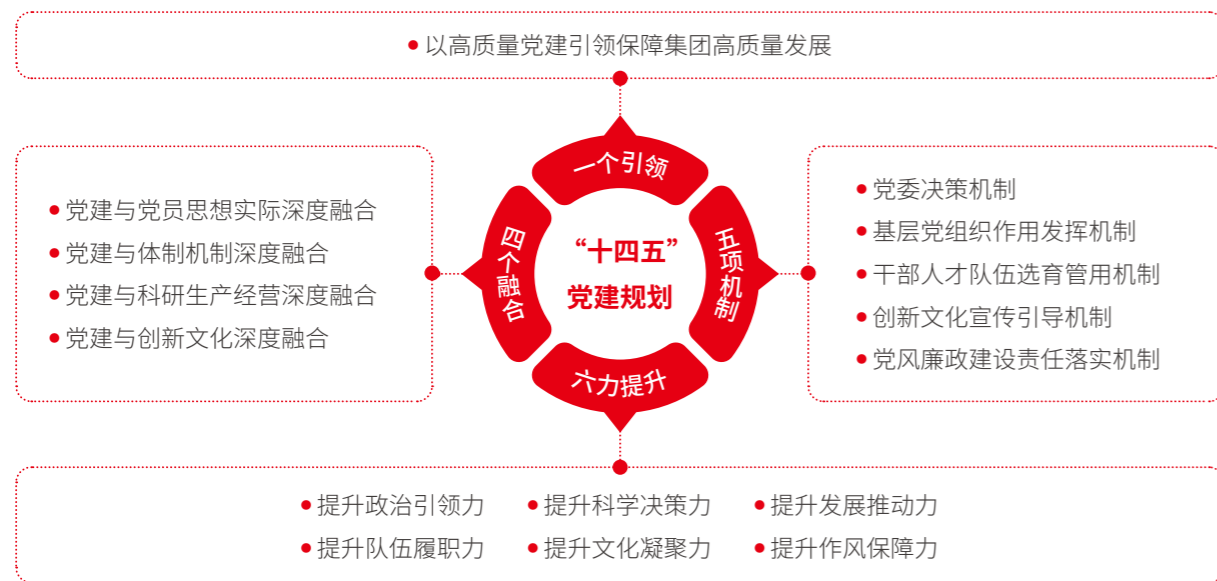 以高质量党建引领保障集团高质量发展
一个引领
党建与党员思想实际深度融合
党建与体制机制深度融合
党建与科研生产经营深度融合
党建与创新文化深度融合
四个融合
“十四五”
党建规划
五项机制
党委决策机制
基层党组织作用发挥机制
干部人才队伍选育管用机制
创新文化宣传引导机制
党风廉政建设责任落实机制
六力提升
提升政治引领力 提升科学决策力 提升发展推动力
提升队伍履职力 提升文化凝聚力 提升作风保障力